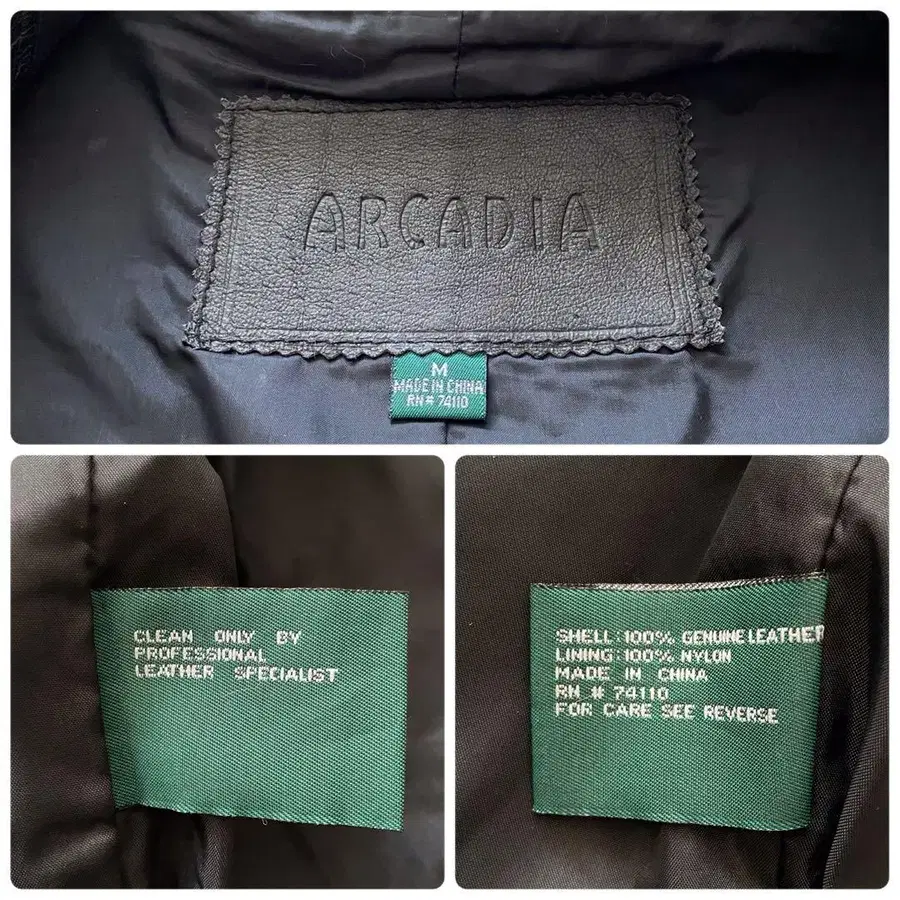 ARCADIA
M
MADE IN CHINA
RN# 74110
CLEAN ONLY BY
PROFESSIONAL
LEATHER SPECIALIST
SHELL:100% GENUINE LEATHER
LINING:100% NYLON
MADE IN CHINA
RN # 74110
FOR CARE SEE REVERSE